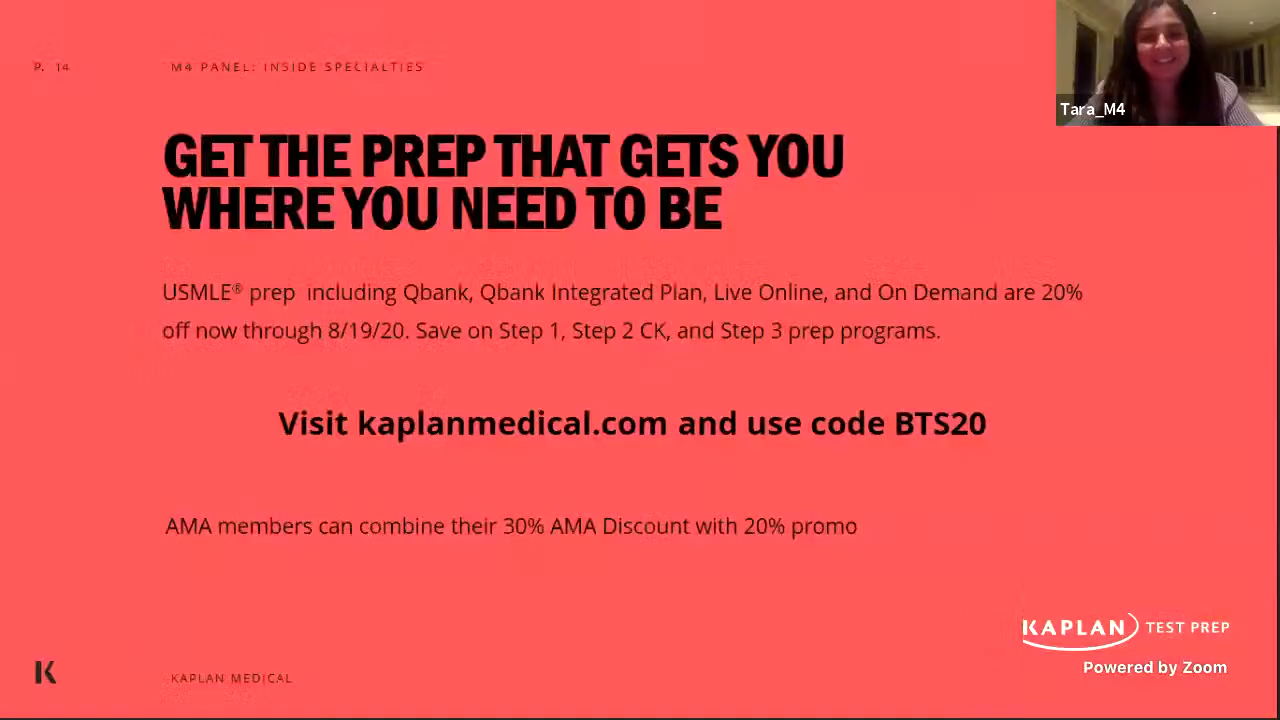 P. 14
M4 PANEL: INSIDE SPECIALTIES
Tara_M4
GET THE PREP THAT GETS YOU
WHERE YOU NEED TO BE
USMLE® prep including Qbank, Qbank Integrated Plan, Live Online, and On Demand are 20%
off now through 8/19/20. Save on Step 1, Step 2 CK, and Step 3 prep programs.
Visit kaplanmedical.com and use code BTS20
AMA members can combine their 30% AMA Discount with 20% promo
KAPLAN TEST PREP
Powered by Zoom
K
KAPLAN MEDICAL